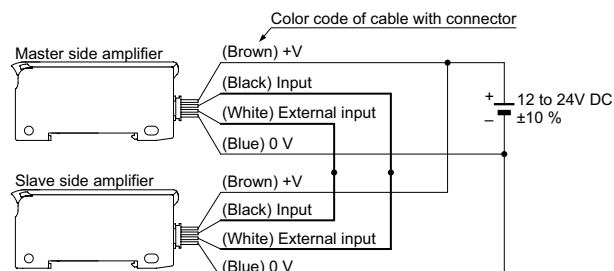 Color code of cable with connector
Master side amplifier
(Brown) +V
(Black) Input
(White) External input
(Blue) 0 V
+
–
12 to 24V DC
±10 %
Slave side amplifier
(Brown) +V
(Black) Input
(White) External input
(Blue) 0 V